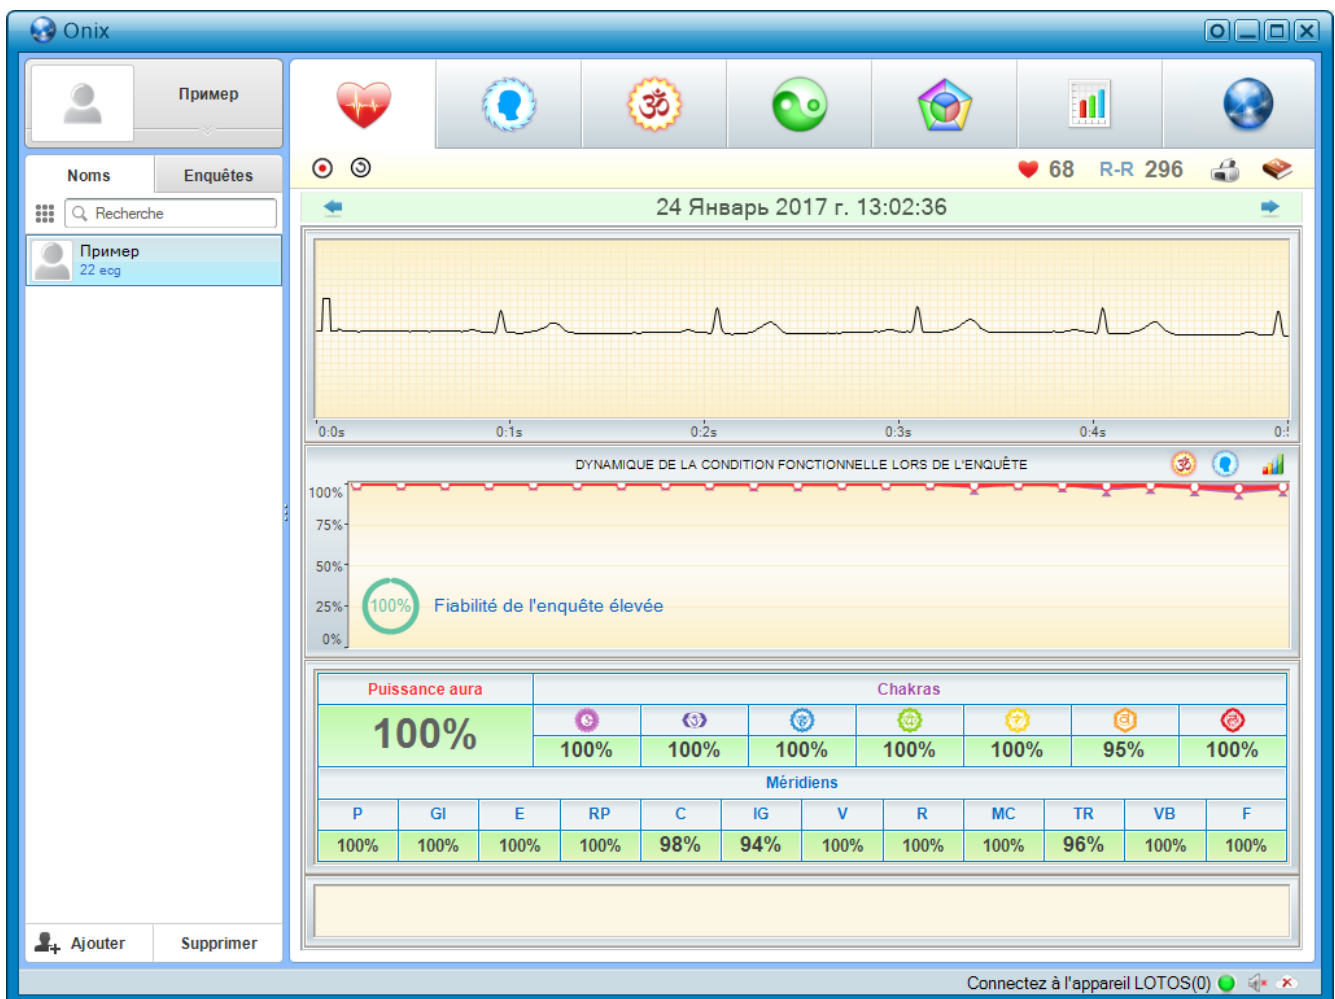 Onix
Пример
Noms
Enquêtes
Recherche
Пример
22 ecg
Ajouter
Supprimer
68
R-R 296
24 Январь 2017 г. 13:02:36
0:0s
0:1s
0:2s
0:3s
0:4s
DYNAMIQUE DE LA CONDITION FONCTIONNELLE LORS DE L'ENQUÊTE
100%
75%
50%
25%
0%
100%
Fiabilité de l'enquête élevée
Puissance aura
Chakras
100%
100% 100% 100% 100% 100% 95% 100%
Méridiens
P GI E RP C IG V R MC TR VB F
100% 100% 100% 100% 98% 94% 100% 100% 100% 96% 100% 100%
Connectez à l'appareil LOTOS(0)